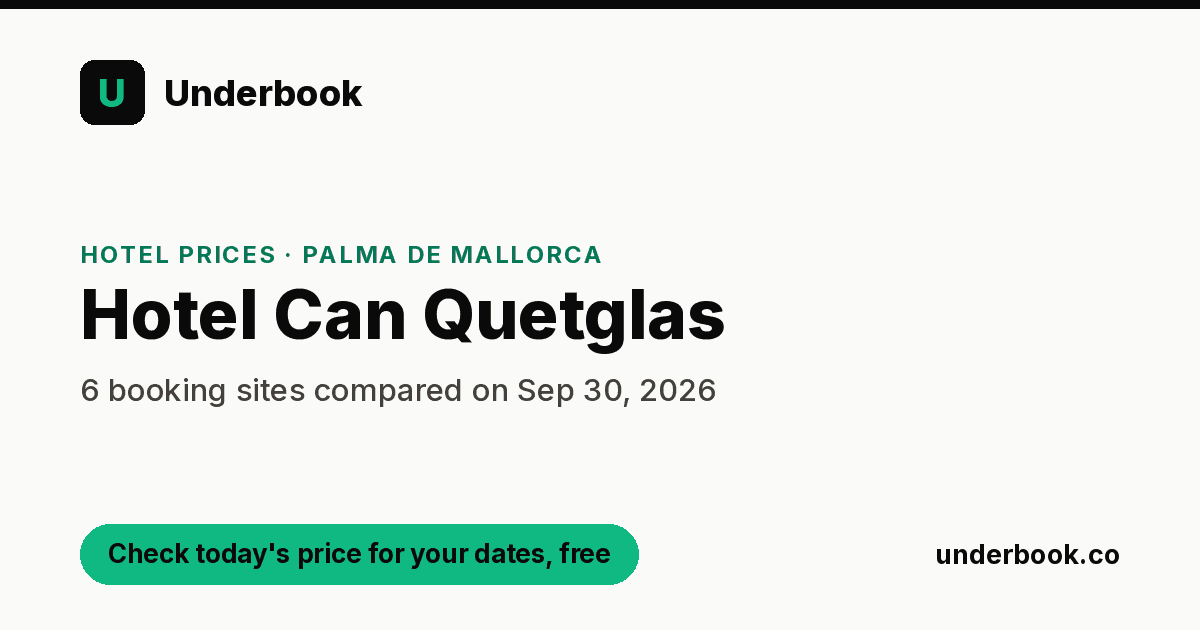 U Underbook
HOTEL PRICES · PALMA DE MALLORCA
Hotel Can Quetglas
6 booking sites compared on Sep 30, 2026
Check today's price for your dates, free
underbook.co